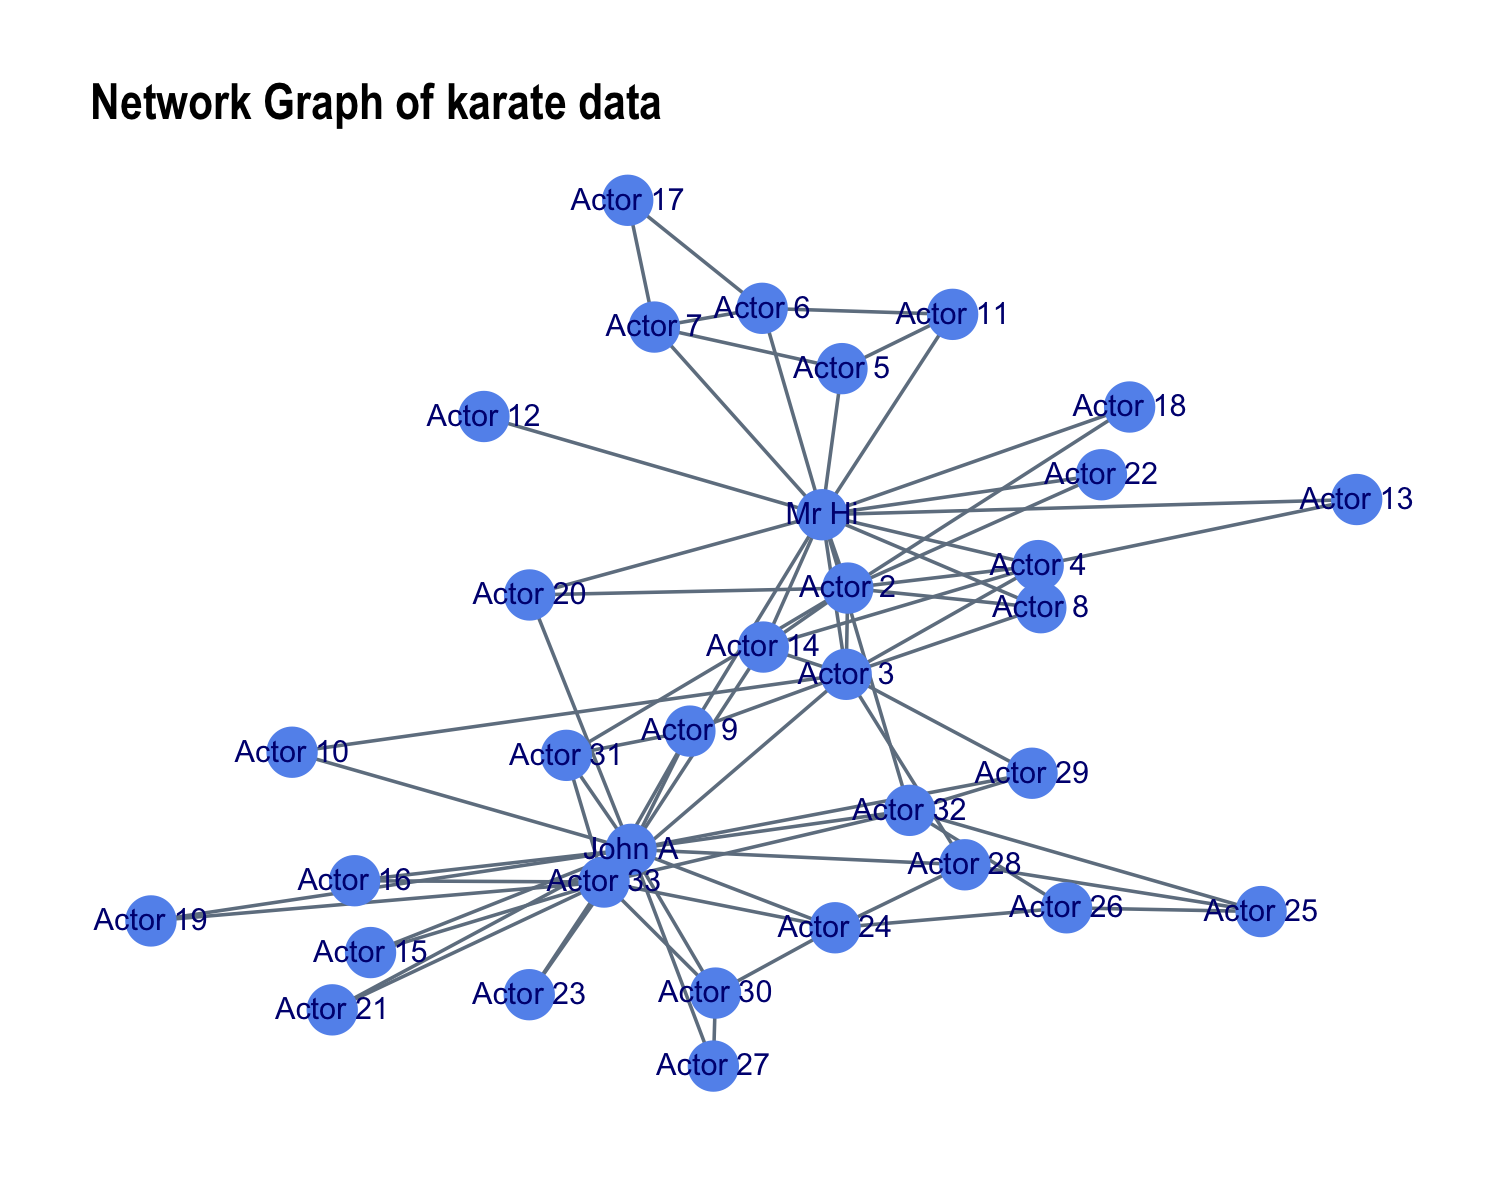 Network Graph of karate data
Actor 17
Actor 6
Actor 11
Actor 7
Actor 5
Actor 18
Actor 12
Actor 22
Actor 13
Mr Hi
Actor 4
Actor 2
Actor 20
Actor 8
Actor 14
Actor 3
Actor 9
Actor 10
Actor 31
Actor 29
Actor 32
John A
Actor 28
Actor 16
Actor 33
Actor 26
Actor 25
Actor 19
Actor 24
Actor 15
Actor 30
Actor 23
Actor 21
Actor 27